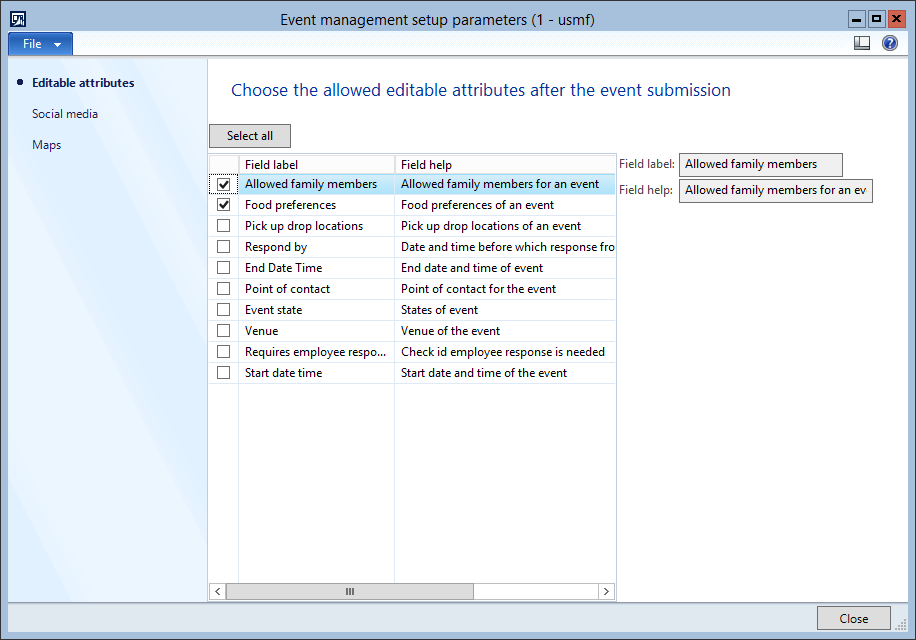 Event management setup parameters (1 - usmf)
File
Editable attributes
Social media
Maps
Choose the allowed editable attributes after the event submission
Select all
Field label Field help
Allowed family members Allowed family members for an event
Food preferences Food preferences of an event
Pick up drop locations Pick up drop locations of an event
Respond by Date and time before which response fro
End Date Time End date and time of event
Point of contact Point of contact for the event
Event state States of event
Venue Venue of the event
Requires employee respo... Check id employee response is needed
Start date time Start date and time of the event
Field label: Allowed family members
Field help: Allowed family members for an ev
Close